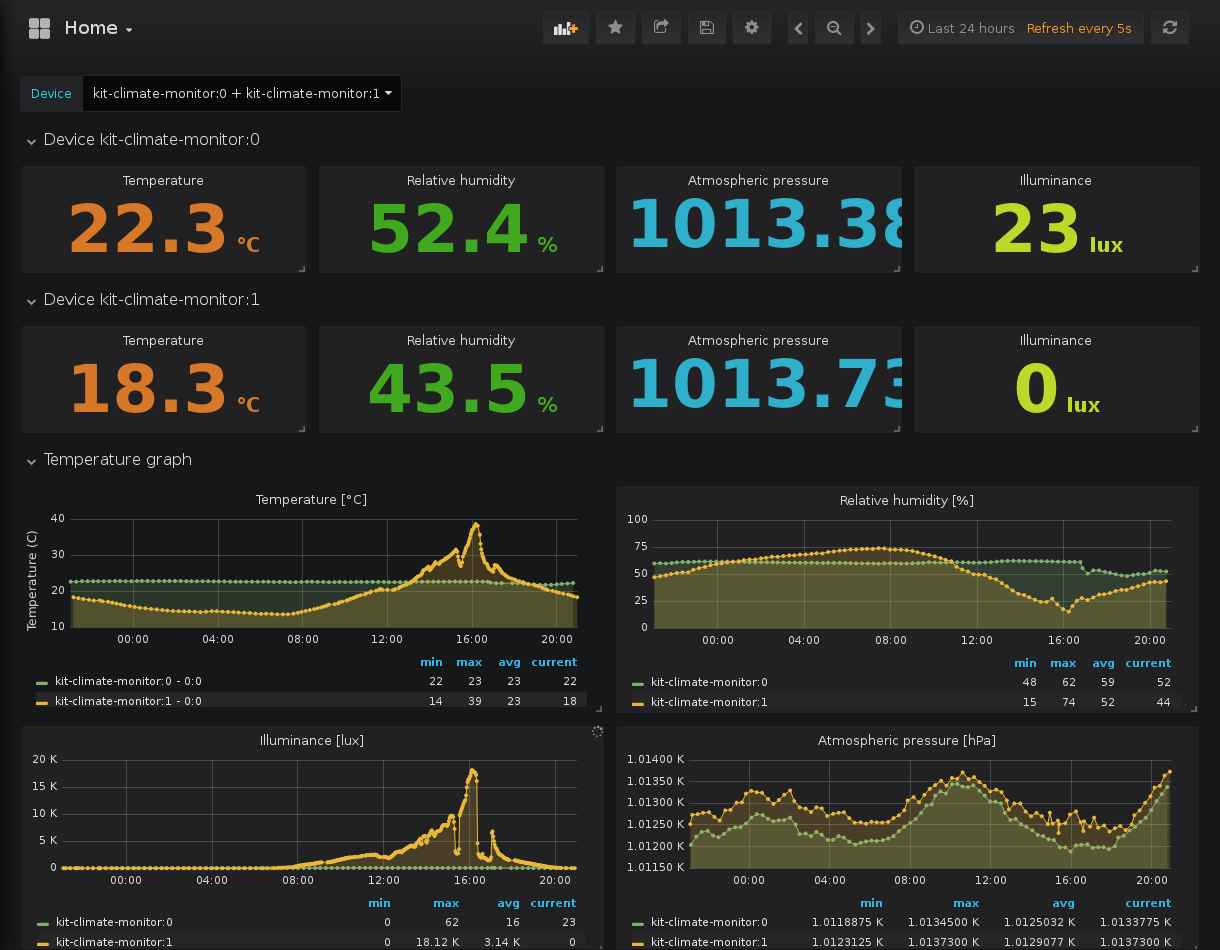 Home
Last 24 hours Refresh every 5s
Device kit-climate-monitor:0 + kit-climate-monitor:1
Device kit-climate-monitor:0
Temperature Relative humidity Atmospheric pressure Illuminance
22.3 °C 52.4 % 1013.38 23 lux
Device kit-climate-monitor:1
Temperature Relative humidity Atmospheric pressure Illuminance
18.3 °C 43.5 % 1013.73 0 lux
Temperature graph
Temperature [°C]
Temperature (C)
40
30
20
10
00:00 04:00 08:00 12:00 16:00 20:00
min max avg current
kit-climate-monitor:0 - 0:0 22 23 23 22
kit-climate-monitor:1 - 0:0 14 39 23 18
Relative humidity [%]
100
75
50
25
0
00:00 04:00 08:00 12:00 16:00 20:00
min max avg current
kit-climate-monitor:0 48 62 59 52
kit-climate-monitor:1 15 74 52 44
Illuminance [lux]
20 K
15 K
10 K
5 K
0
00:00 04:00 08:00 12:00 16:00 20:00
min max avg current
kit-climate-monitor:0 0 62 16 23
kit-climate-monitor:1 0 18.12 K 3.14 K 0
Atmospheric pressure [hPa]
1.01400 K
1.01350 K
1.01300 K
1.01250 K
1.01200 K
1.01150 K
00:00 04:00 08:00 12:00 16:00 20:00
min max avg current
kit-climate-monitor:0 1.0118875 K 1.0134500 K 1.0125032 K 1.0133775 K
kit-climate-monitor:1 1.0123125 K 1.0137300 K 1.0129077 K 1.0137300 K